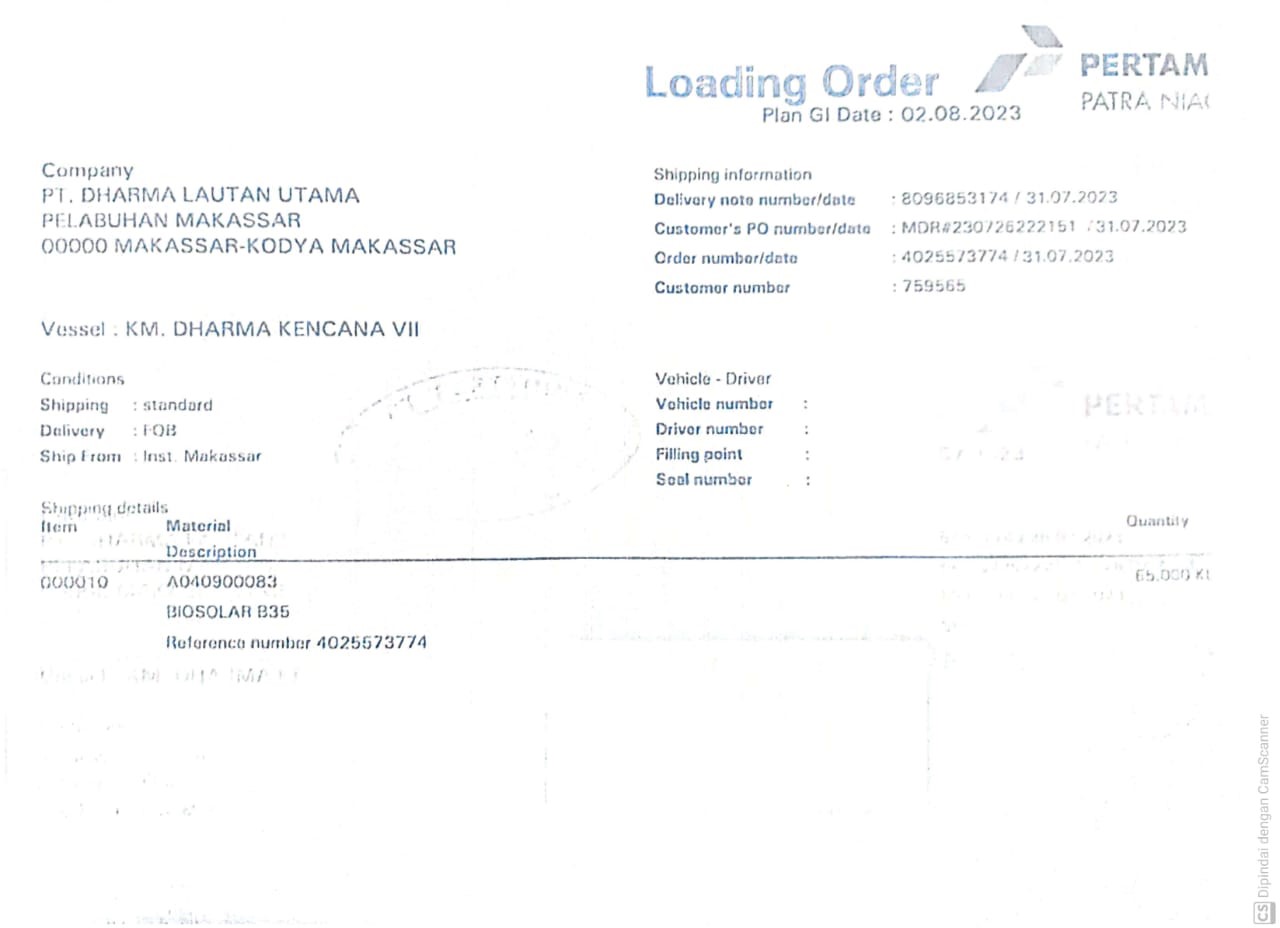 Loading Order
Plan GI Date : 02.08.2023
PERTAM
PATRA NIA
Company
PT. DHARMA LAUTAN UTAMA
PELABUHAN MAKASSAR
00000 MAKASSAR-KODYA MAKASSAR
Shipping information
Delivery note number/date : 8096853174 / 31.07.2023
Customer's PO number/date : MDR#230726222151 / 31.07.2023
Order number/date : 4025573774 / 31.07.2023
Customer number : 759565
Vessel : KM. DHARMA KENCANA VII
Conditions
Shipping : standard
Delivery : FOB
Ship From : Inst. Makassar
Vehicle - Driver
Vehicle number :
Driver number :
Filling point :
Seal number :
PERTAM
Shipping details
Item Material Quantity
Description
000010 A040900083 65,000 KL
BIOSOLAR B35
Reference number 4025573774
CS Dipindai dengan CamScanner